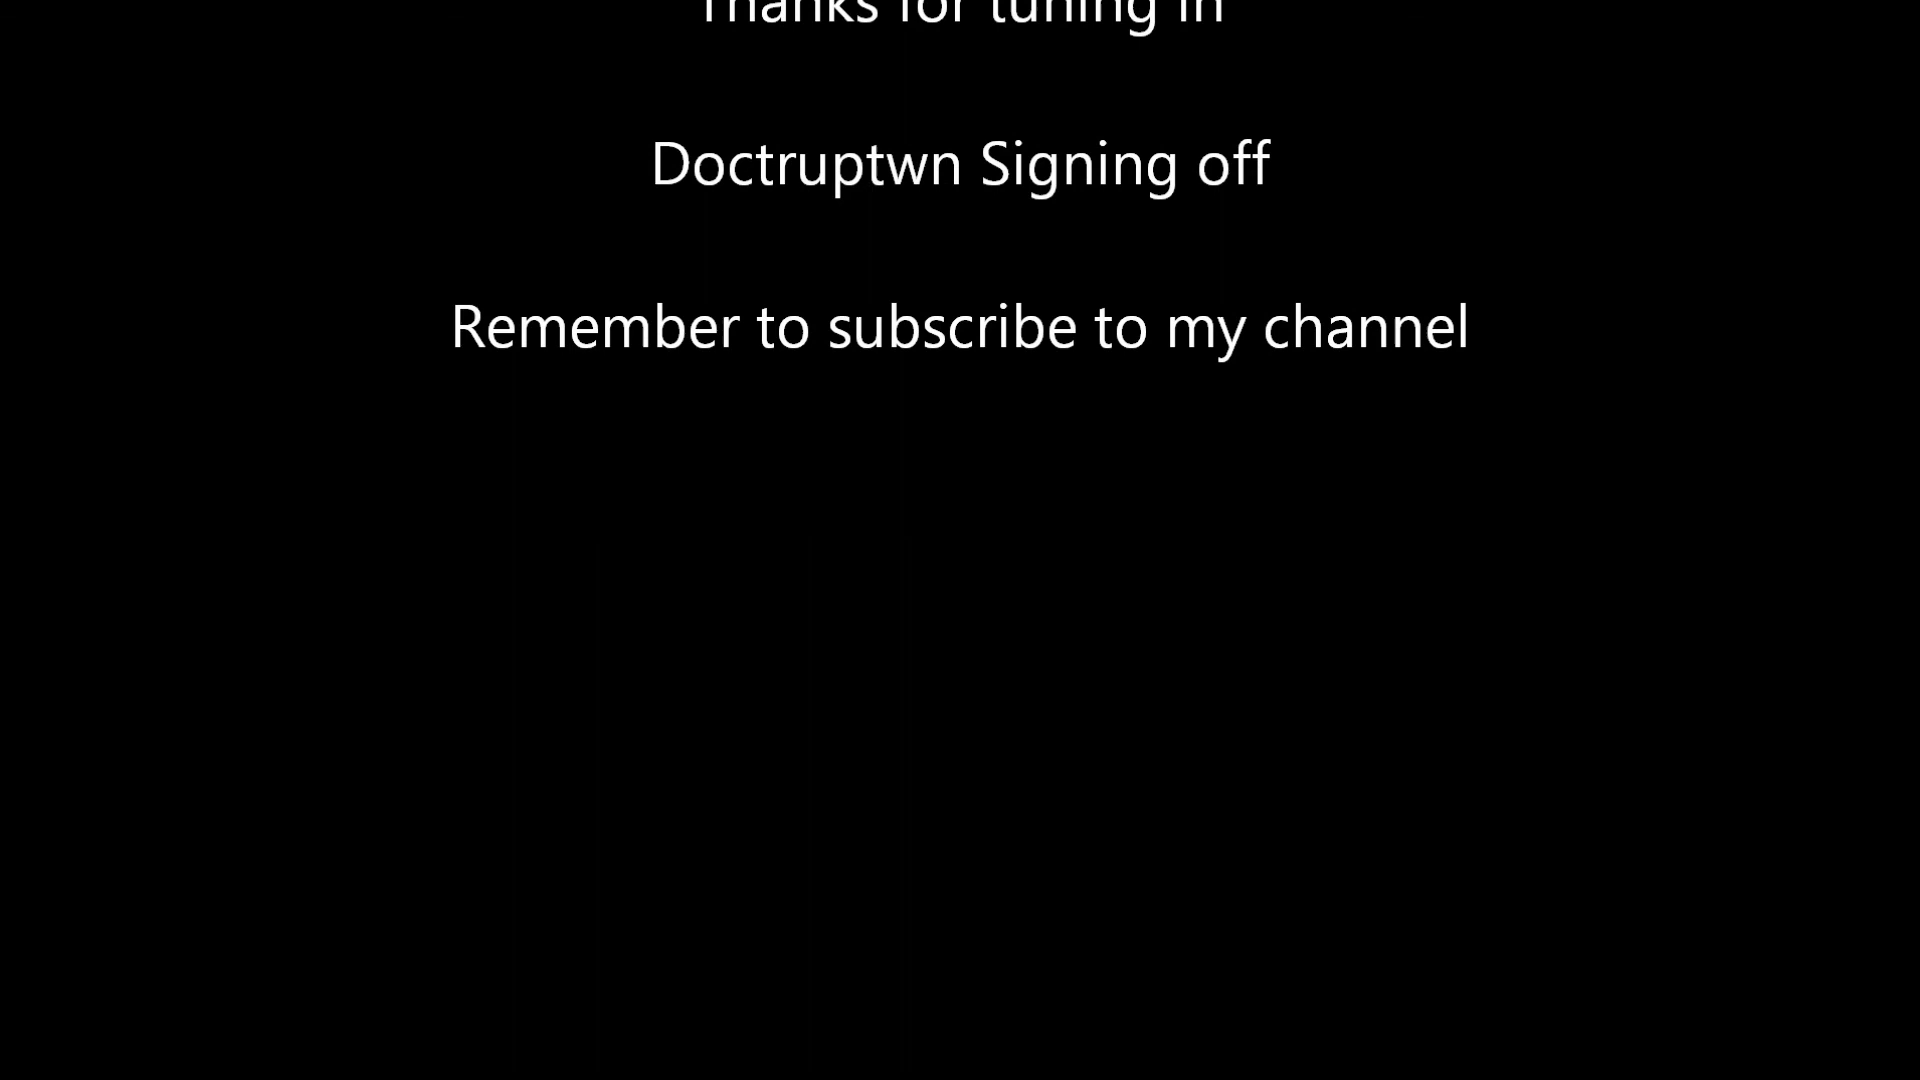 Thanks for tuning in
Doctruptwn Signing off
Remember to subscribe to my channel